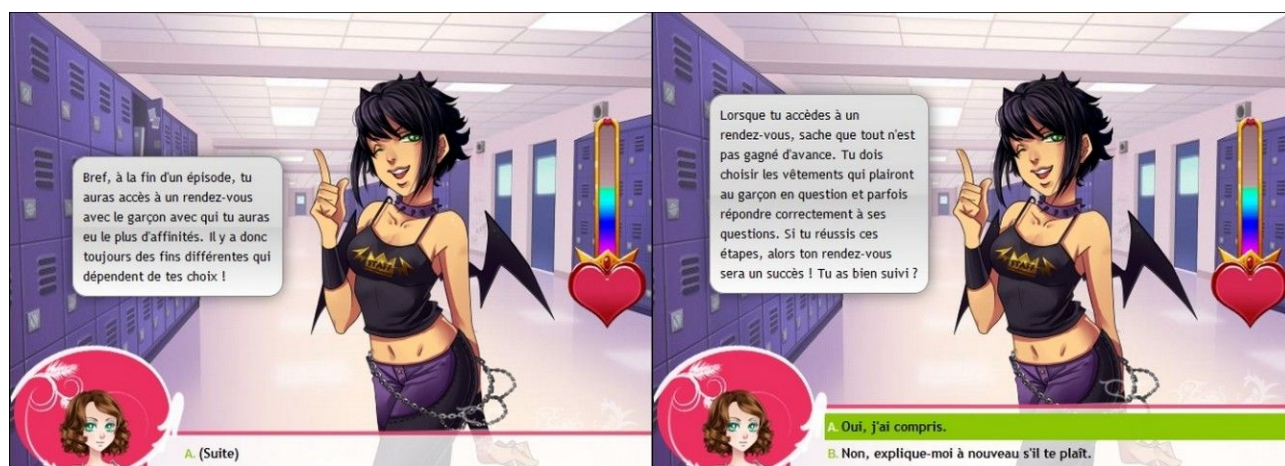 Bref, à la fin d'un épisode, tu
auras accès à un rendez-vous
avec le garçon avec qui tu auras
eu le plus d'affinités. Il y a donc
toujours des fins différentes qui
dépendent de tes choix !
STAFF
A. (Suite)
Lorsque tu accèdes à un
rendez-vous, sache que tout n'est
pas gagné d'avance. Tu dois
choisir les vêtements qui plairont
au garçon en question et parfois
répondre correctement à ses
questions. Si tu réussis ces
étapes, alors ton rendez-vous
sera un succès ! Tu as bien suivi ?
STAFF
A. Oui, j'ai compris.
B. Non, explique-moi à nouveau s'il te plaît.